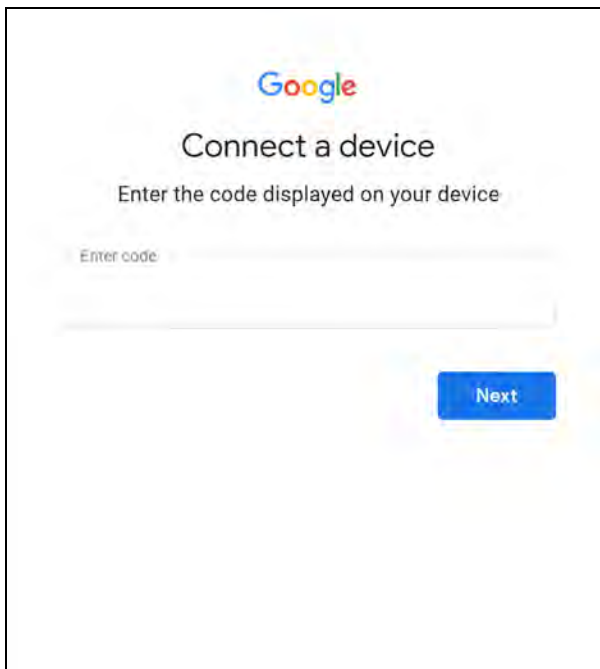 Google
Connect a device
Enter the code displayed on your device
Enter code
Next